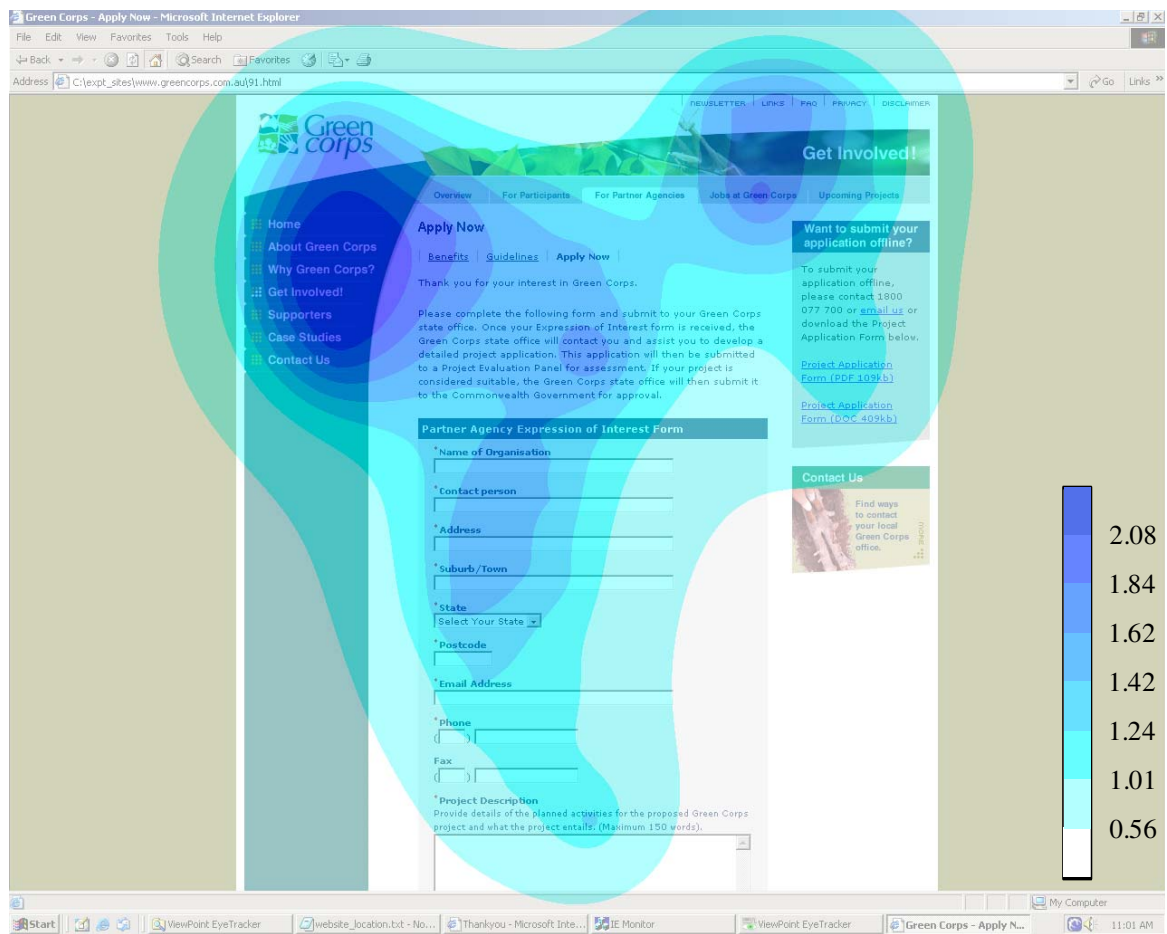 Green Corps - Apply Now - Microsoft Internet Explorer
File Edit View Favorites Tools Help
Back Search Favorites
Address C:\expt_sites\www.greencorps.com.au\91.html Go Links »
NEWSLETTER | LINKS | FAQ | PRIVACY | DISCLAIMER
Green
corps
Get Involved!
Overview For Participants For Partner Agencies Jobs at Green Corps Upcoming Projects
Home
About Green Corps
Why Green Corps?
Get Involved!
Supporters
Case Studies
Contact Us
Apply Now
| Benefits | Guidelines | Apply Now |
Thank you for your interest in Green Corps.
Please complete the following form and submit to your Green Corps
state office. Once your Expression of Interest form is received, the
Green Corps state office will contact you and assist you to develop a
detailed project application. This application will then be submitted
to a Project Evaluation Panel for assessment. If your project is
considered suitable, the Green Corps state office will then submit it
to the Commonwealth Government for approval.
Partner Agency Expression of Interest Form
*Name of Organisation
*Contact person
*Address
*Suburb/Town
*State
Select Your State
*Postcode
*Email Address
*Phone
( )
Fax
( )
*Project Description
Provide details of the planned activities for the proposed Green Corps
project and what the project entails. (Maximum 150 words).
Want to submit your
application offline?
To submit your
application offline,
please contact 1800
077 700 or email us or
download the Project
Application Form below.
Project Application
Form (PDF 109kb)
Project Application
Form (DOC 409kb)
Contact Us
Find ways
to contact
your local
Green Corps
office.
MORE
2.08
1.84
1.62
1.42
1.24
1.01
0.56
My Computer
Start ViewPoint EyeTracker website_location.txt - No... Thankyou - Microsoft Inte... IE Monitor ViewPoint EyeTracker Green Corps - Apply N... 11:01 AM